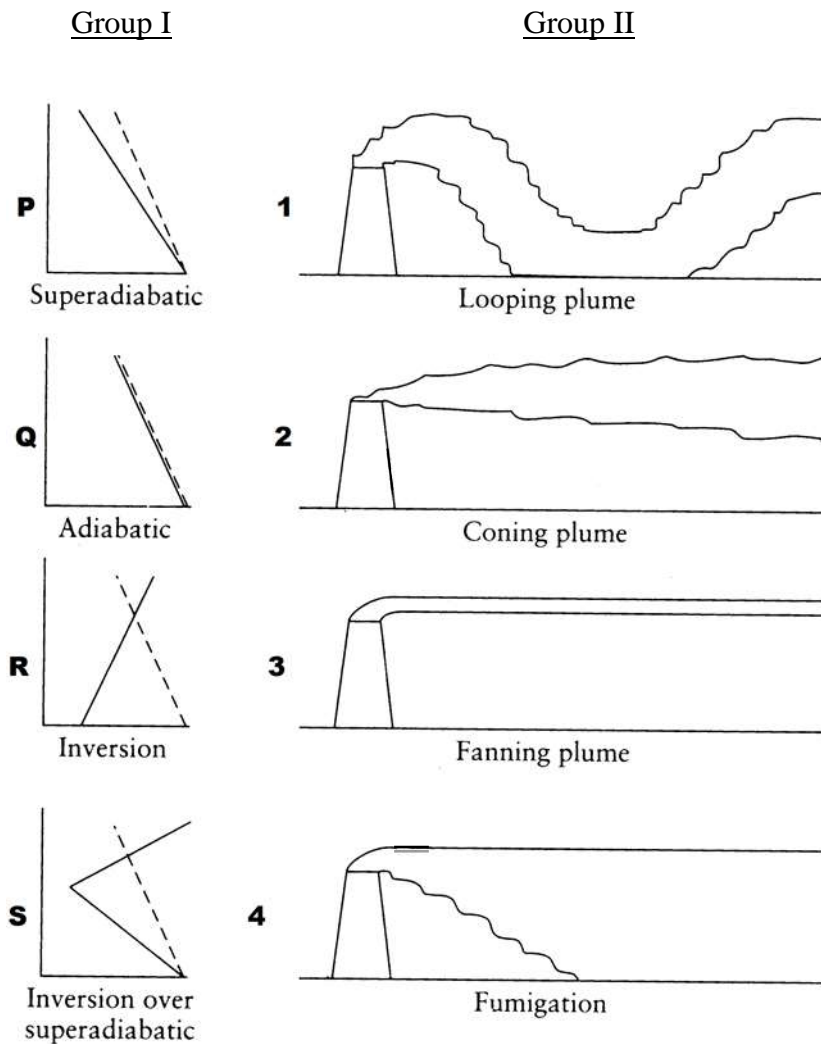 Group I
Group II
P
Superadiabatic
1
Looping plume
Q
Adiabatic
2
Coning plume
R
Inversion
3
Fanning plume
S
Inversion over
superadiabatic
4
Fumigation